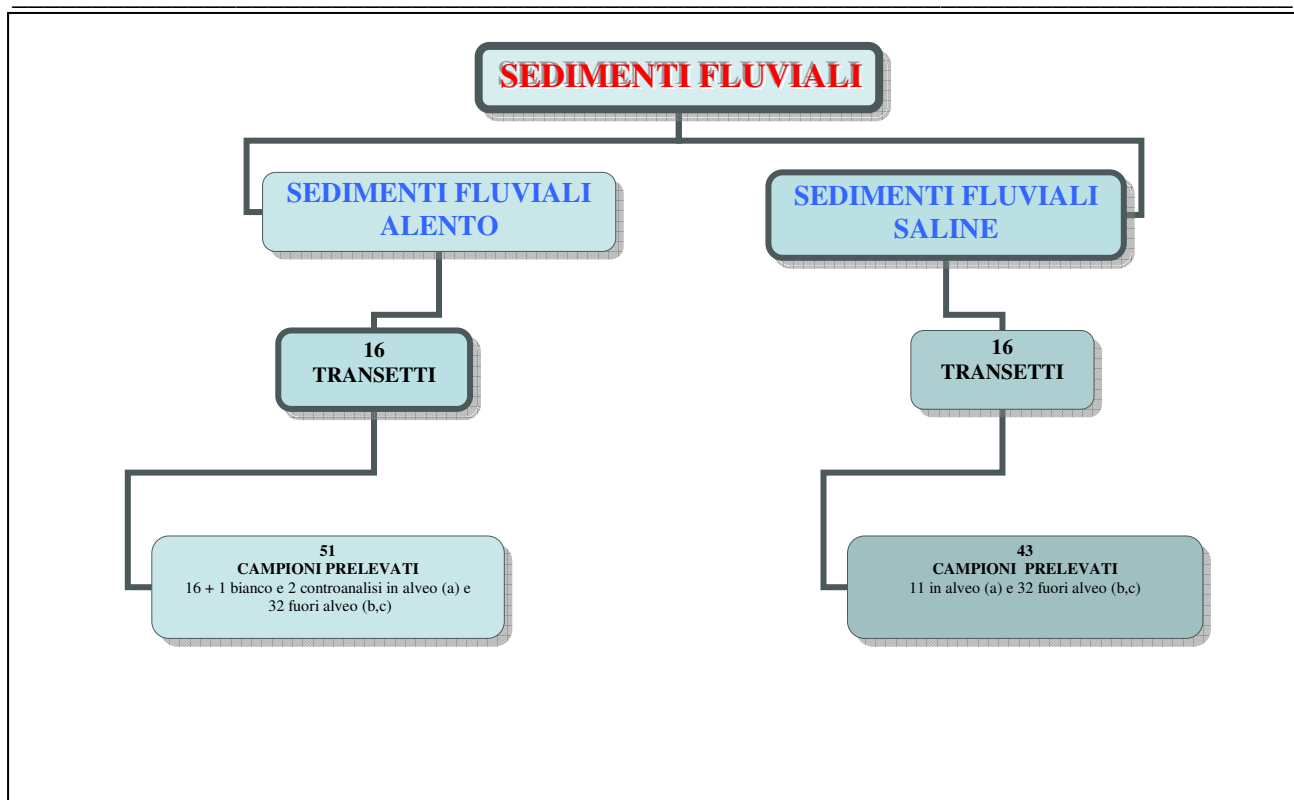 SEDIMENTI FLUVIALI
SEDIMENTI FLUVIALI
ALENTO
SEDIMENTI FLUVIALI
SALINE
16
TRANSETTI
16
TRANSETTI
51
CAMPIONI PRELEVATI
16 + 1 bianco e 2 controanalisi in alveo (a) e
32 fuori alveo (b,c)
43
CAMPIONI PRELEVATI
11 in alveo (a) e 32 fuori alveo (b,c)